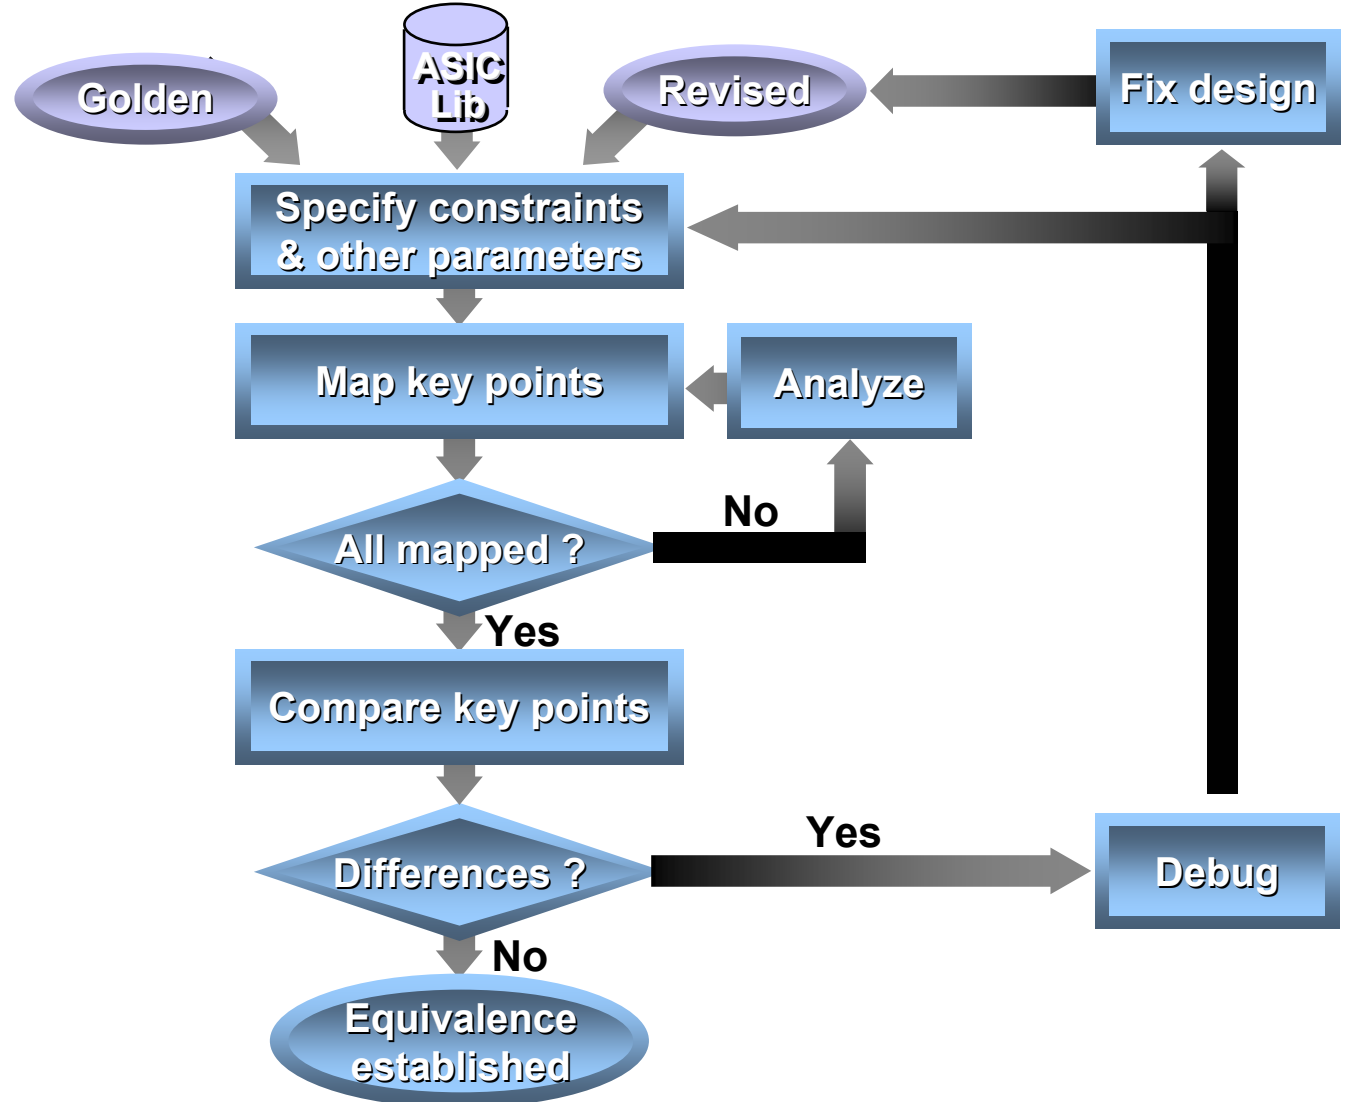 Golden
ASIC
Lib
Revised
Fix design
Specify constraints
& other parameters
Map key points
Analyze
No
All mapped ?
Yes
Compare key points
Yes
Differences ?
Debug
No
Equivalence
established